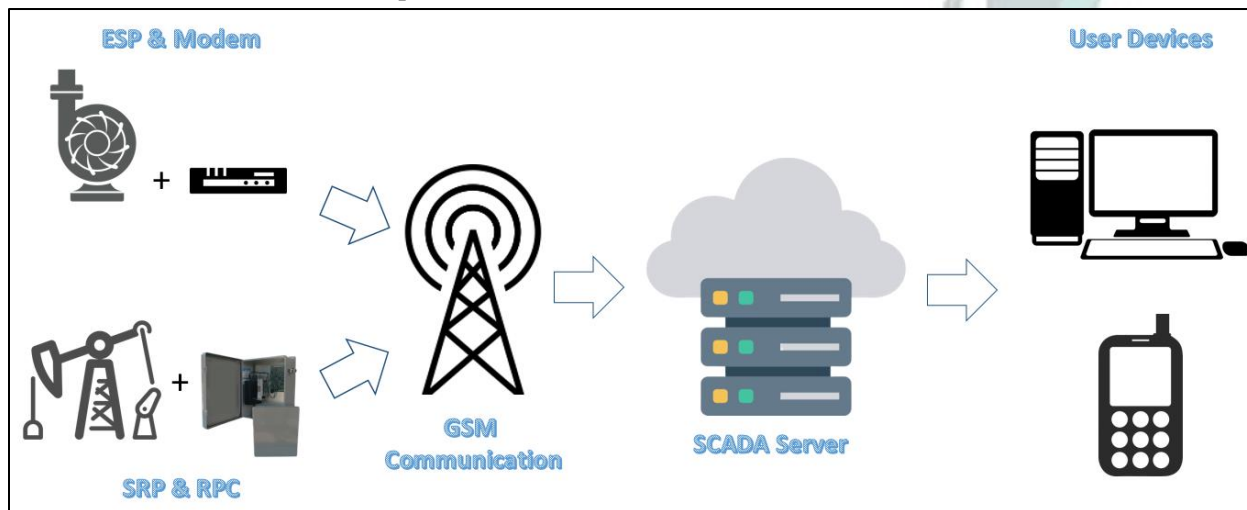 ESP & Modem
User Devices
+
+
GSM
Communication
SCADA Server
SRP & RPC